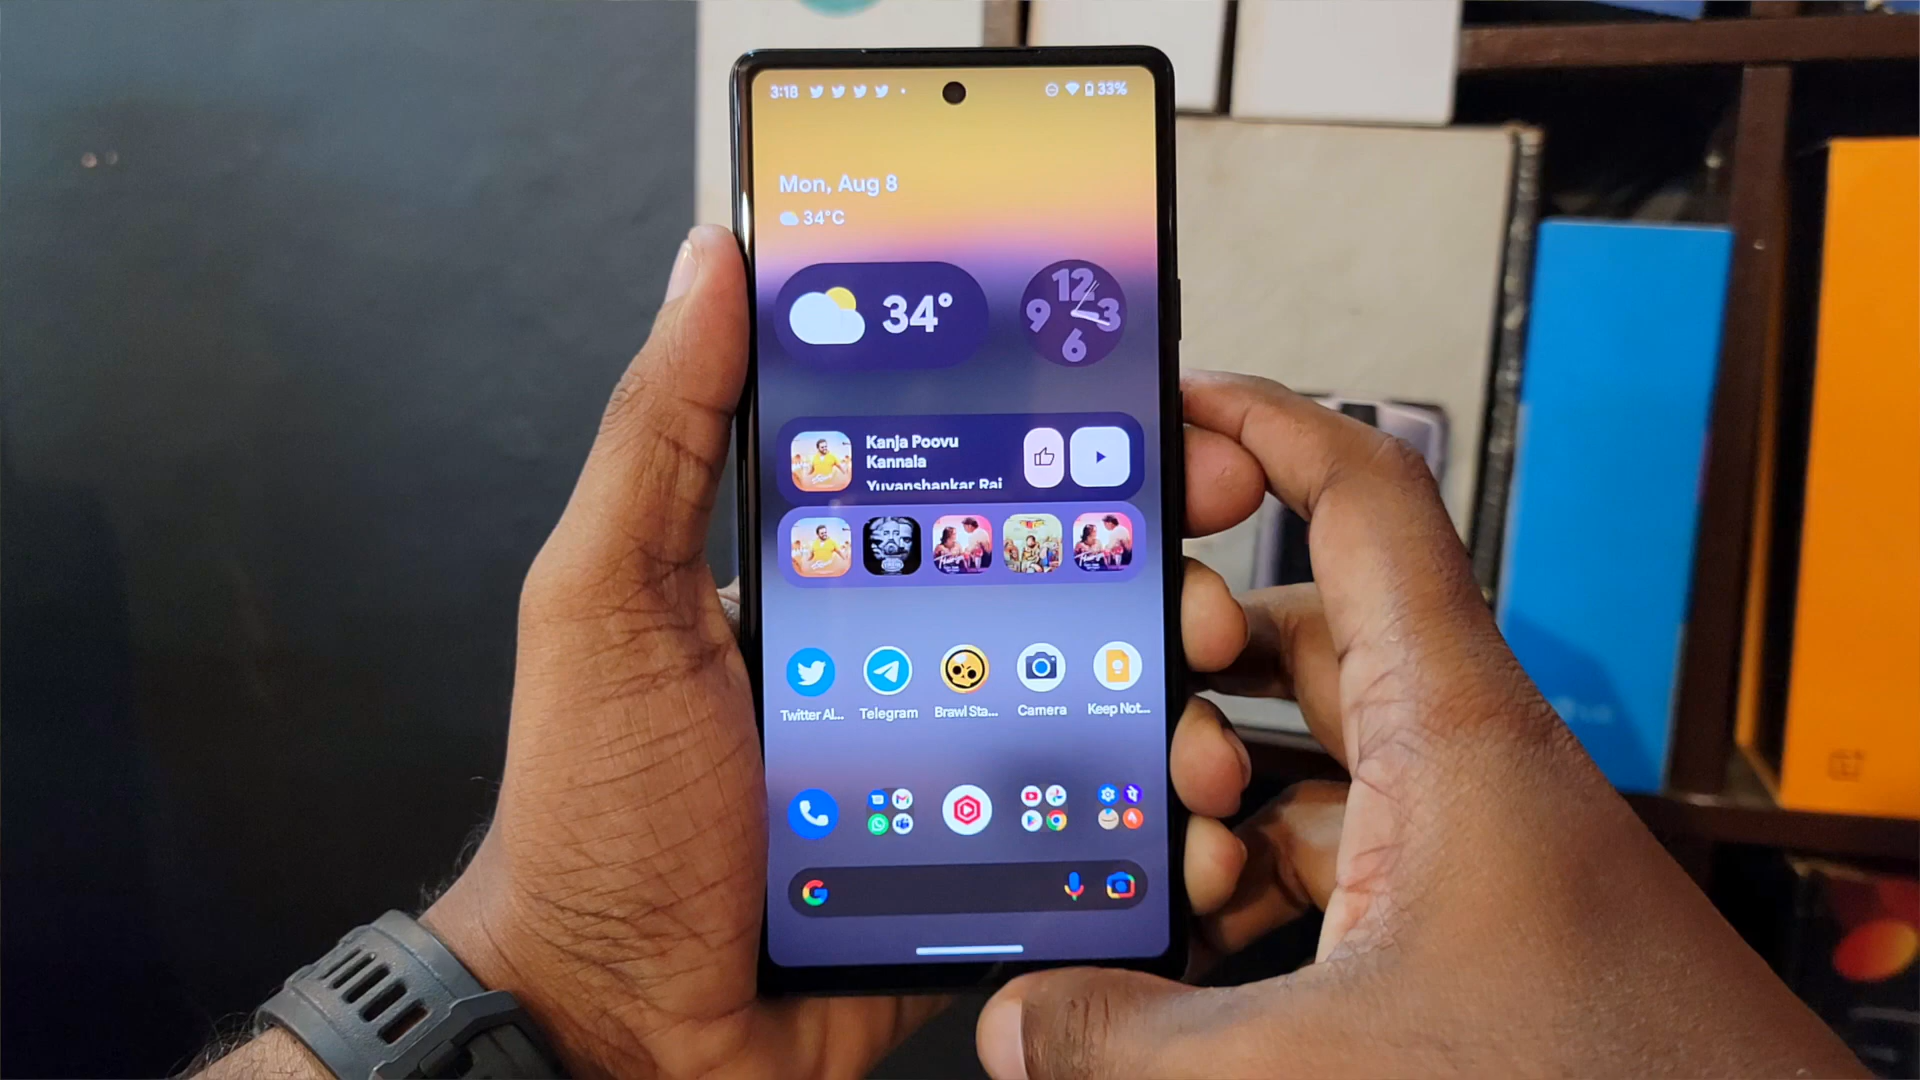 3:18
33%
Mon, Aug 8
34°C
34°
12
9
3
6
Kanja Poovu
Kannala
Yuvanshankar Raj
Twitter Al...
Telegram
Brawl Sta...
Camera
Keep Not...